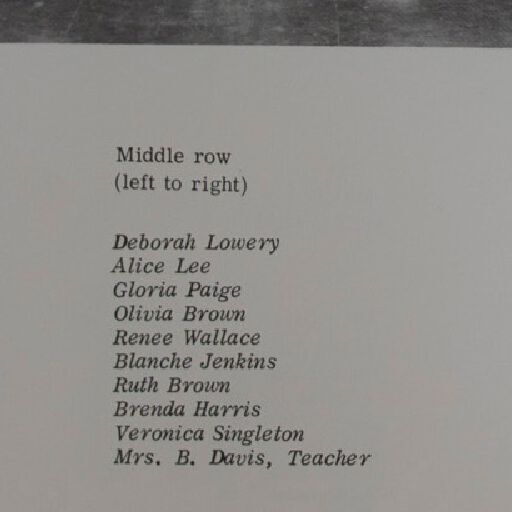 Middle row
(left to right)
Deborah Lowery
Alice Lee
Gloria Paige
Olivia Brown
Renee Wallace
Blanche Jenkins
Ruth Brown
Brenda Harris
Veronica Singleton
Mrs. B. Davis, Teacher